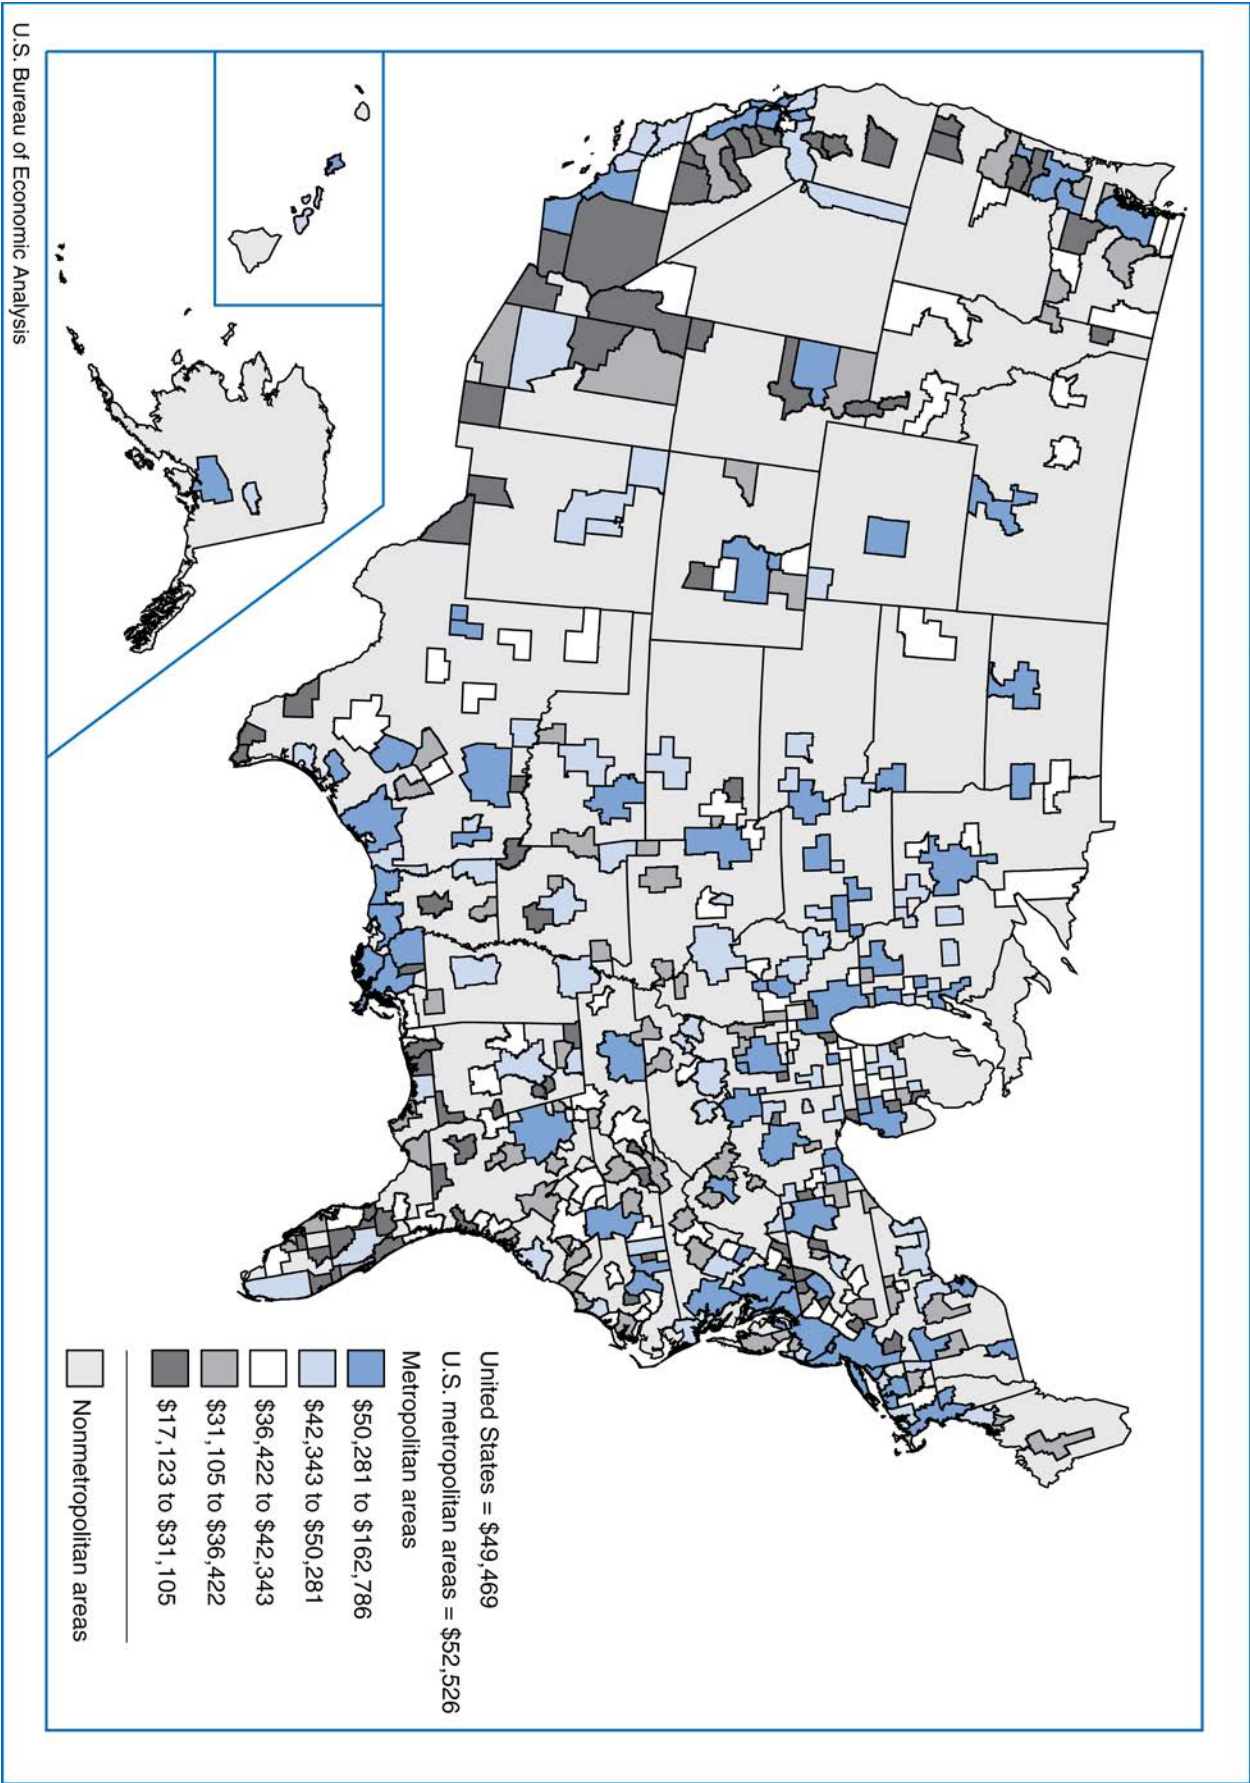 United States = $49,469
U.S. metropolitan areas = $52,526
Metropolitan areas
$50,281 to $162,786
$42,343 to $50,281
$36,422 to $42,343
$31,105 to $36,422
$17,123 to $31,105
Nonmetropolitan areas
U.S. Bureau of Economic Analysis